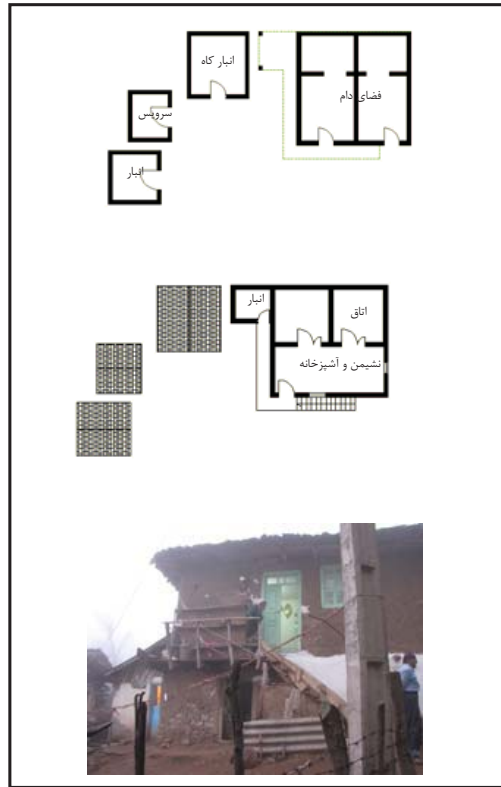 انبار کاه
فضای دام
سرویس
انبار
انبار
اتاق
نشیمن و آشپزخانه